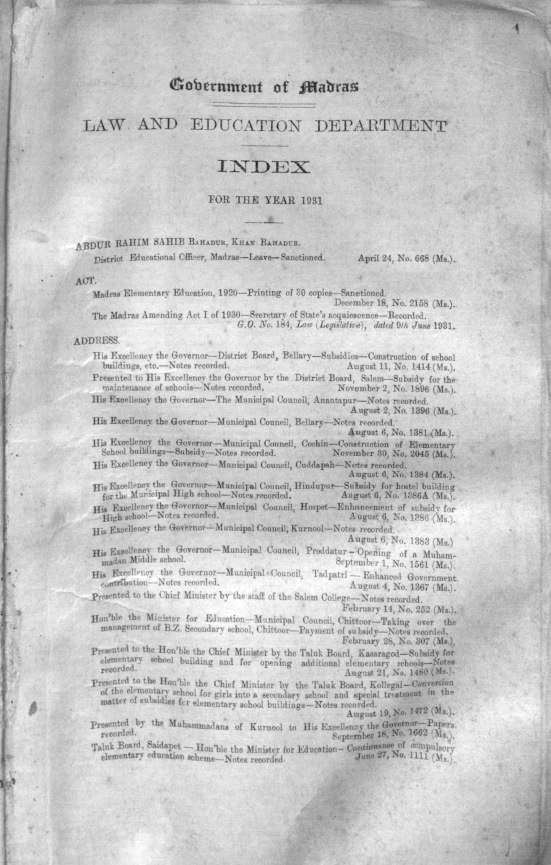 Government of Madras
LAW AND EDUCATION DEPARTMENT
INDEX
FOR THE YEAR 1931
ABDUR RAHIM SAHIB BAHADUR, KHAN BAHADUR.
District Educational Officer, Madras—Leave—Sanctioned. April 24, No. 668 (Ms.).
ACT.
Madras Elementary Education, 1920—Printing of 30 copies—Sanctioned.
December 18, No. 2158 (Ms.).
The Madras Amending Act I of 1930—Secretary of State's acquiescence—Recorded.
G.O. No. 184, Law (Legislative), dated 9th June 1931.
ADDRESS.
His Excellency the Governor—District Board, Bellary—Subsidies—Construction of school
buildings, etc.—Notes recorded. August 11, No. 1414 (Ms.).
Presented to His Excellency the Governor by the District Board, Salem—Subsidy for the
maintenance of schools—Notes recorded. November 2, No. 1896 (Ms.).
His Excellency the Governor—The Municipal Council, Anantapur—Notes recorded.
August 2, No. 1396 (Ms.).
His Excellency the Governor—Municipal Council, Bellary—Notes recorded.
August 6, No. 1381 (Ms.).
His Excellency the Governor—Municipal Council, Cochin—Construction of Elementary
School buildings—Subsidy—Notes recorded. November 30, No. 2045 (Ms.).
His Excellency the Governor—Municipal Council, Cuddapah—Notes recorded.
August 6, No. 1384 (Ms.).
His Excellency the Governor—Municipal Council, Hindupur—Subsidy for hostel building
for the Municipal High school—Notes recorded. August 6, No. 1386A (Ms.).
His Excellency the Governor—Municipal Council, Hospet—Enhancement of subsidy for
High school—Notes recorded. August 6, No. 1386 (Ms.).
His Excellency the Governor—Municipal Council, Kurnool—Notes recorded.
August 6, No. 1383 (Ms.)
His Excellency the Governor—Municipal Council, Proddatur—Opening of a Muham-
madan Middle school. September 1, No. 1561 (Ms.).
His Excellency the Governor—Municipal Council, Tadpatri—Enhanced Government
contribution—Notes recorded. August 4, No. 1367 (Ms.).
Presented to the Chief Minister by the staff of the Salem College—Notes recorded.
February 14, No. 252 (Ms.).
Hon'ble the Minister for Education—Municipal Council, Chittoor—Taking over the
management of B.Z. Secondary school, Chittoor—Payment of subsidy—Notes recorded.
February 28, No. 307 (Ms.),
Presented to the Hon'ble the Chief Minister by the Taluk Board, Kasaragod—Subsidy for
elementary school building and for opening additional elementary schools—Notes
recorded. August 21, No. 1480 (Ms.).
Presented to the Hon'ble the Chief Minister by the Taluk Board, Kollegal—Conversion
of the elementary school for girls into a secondary school and special treatment in the
matter of subsidies for elementary school buildings—Notes recorded.
August 19, No. 1472 (Ms.).
Presented by the Muhammadans of Kurnool to His Excellency the Governor—Papers
recorded. September 18, No. 1662 (Ms.).
Taluk Board, Saidapet—Hon'ble the Minister for Education—Continuance of compulsory
elementary education scheme—Notes recorded June 27, No. 1111 (Ms.).